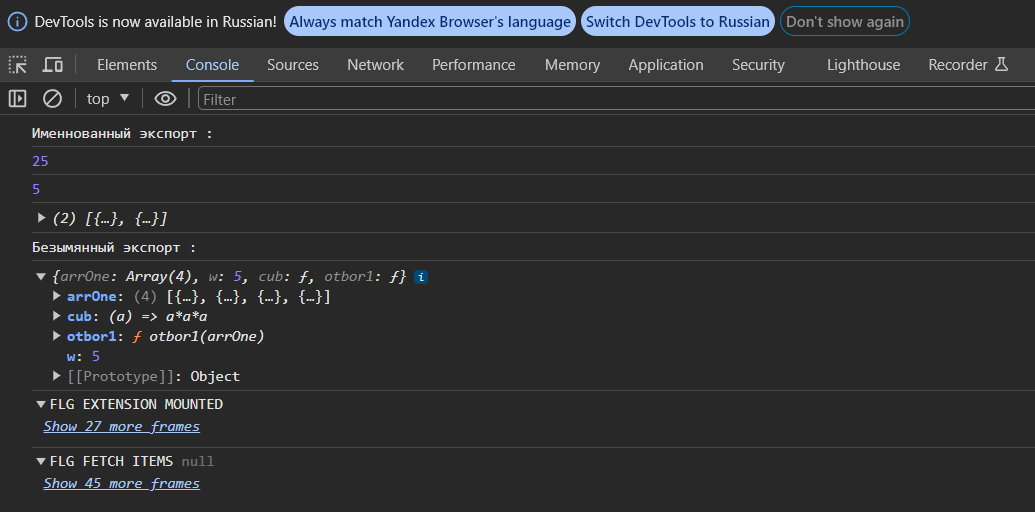 DevTools is now available in Russian! Always match Yandex Browser's language Switch DevTools to Russian Don't show again
Elements Console Sources Network Performance Memory Application Security Lighthouse Recorder
top Filter
Именнованный экспорт :
25
5
(2) [{…}, {…}]
Безымянный экспорт :
{arrOne: Array(4), w: 5, cub: ƒ, otbor1: ƒ} i
arrOne: (4) [{…}, {…}, {…}, {…}]
cub: (a) => a*a*a
otbor1: ƒ otbor1(arrOne)
w: 5
[[Prototype]]: Object
FLG EXTENSION MOUNTED
Show 27 more frames
FLG FETCH ITEMS null
Show 45 more frames